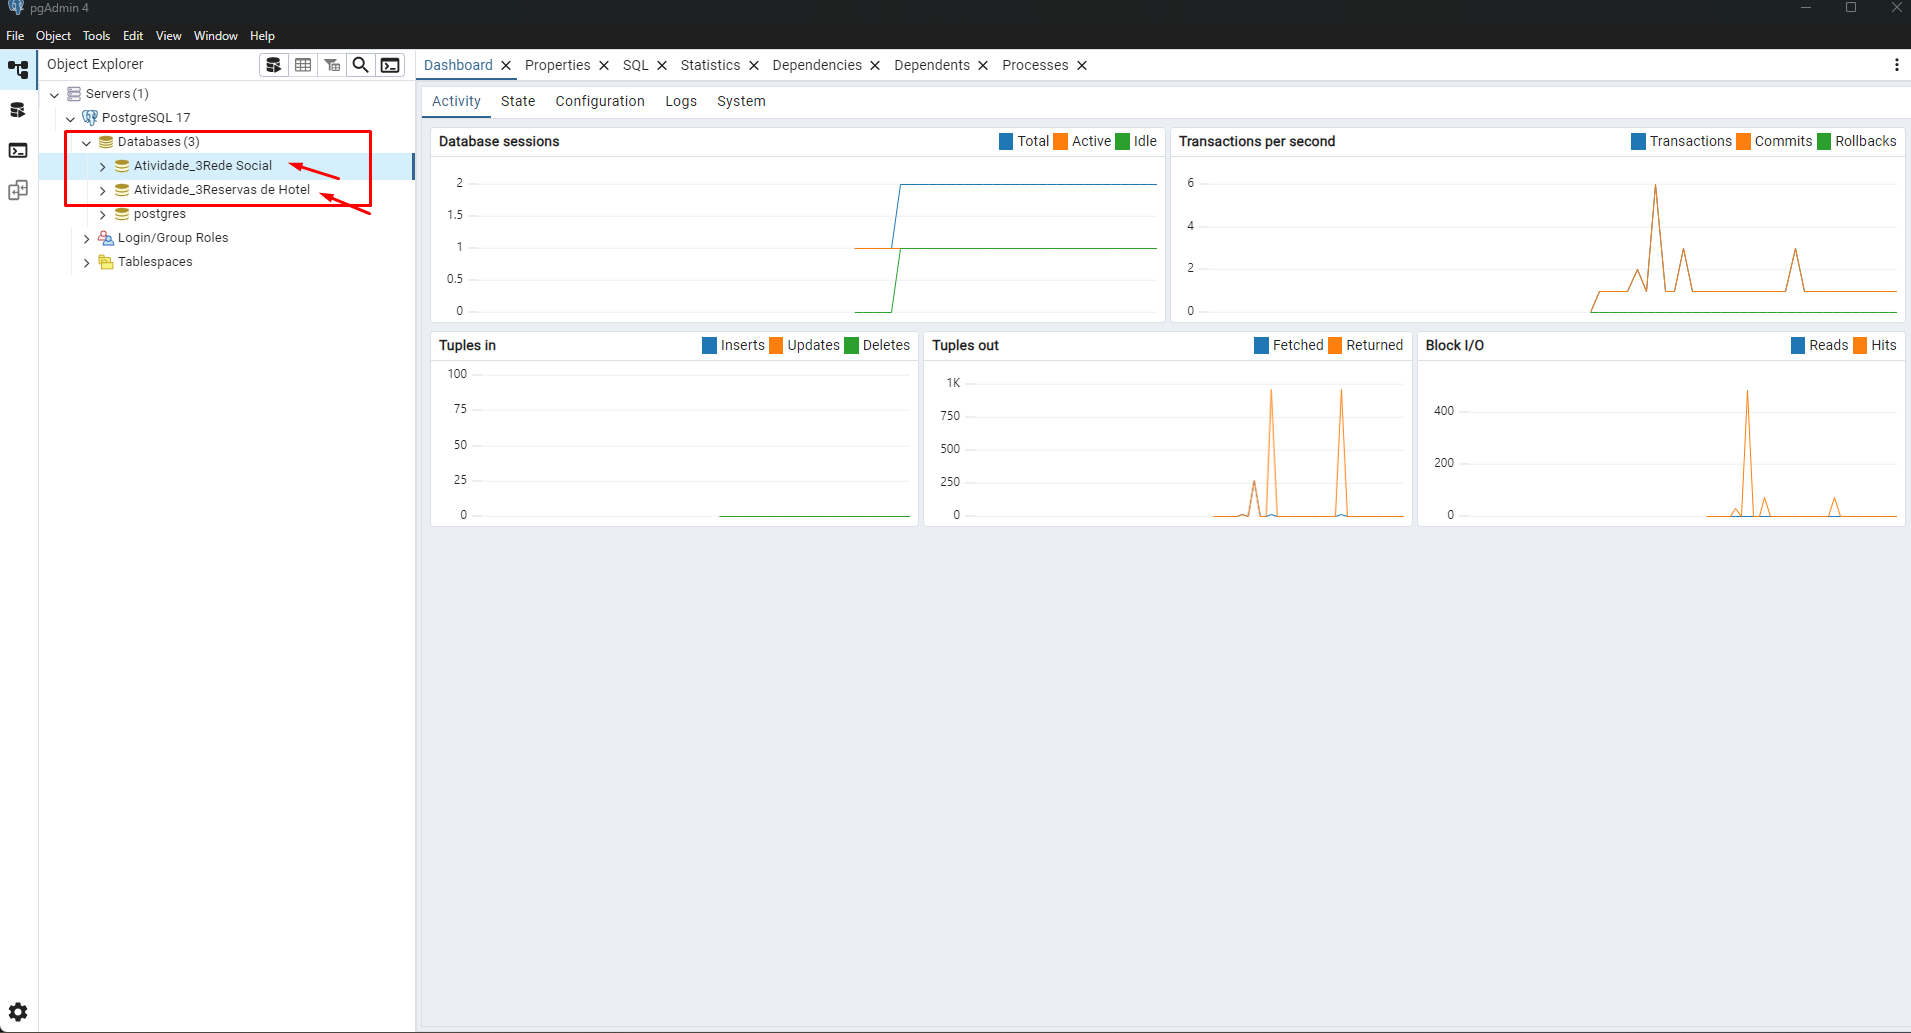 pgAdmin 4
File Object Tools Edit View Window Help
Object Explorer
Dashboard Properties SQL Statistics Dependencies Dependents Processes
Servers (1)
PostgreSQL 17
Databases (3)
Atividade_3Rede Social
Atividade_3Reservas de Hotel
postgres
Login/Group Roles
Tablespaces
Activity State Configuration Logs System
Database sessions
Total Active Idle
2
1.5
1
0.5
0
Transactions per second
Transactions Commits Rollbacks
6
4
2
0
Tuples in
Inserts Updates Deletes
100
75
50
25
0
Tuples out
Fetched Returned
1K
750
500
250
0
Block I/O
Reads Hits
400
200
0